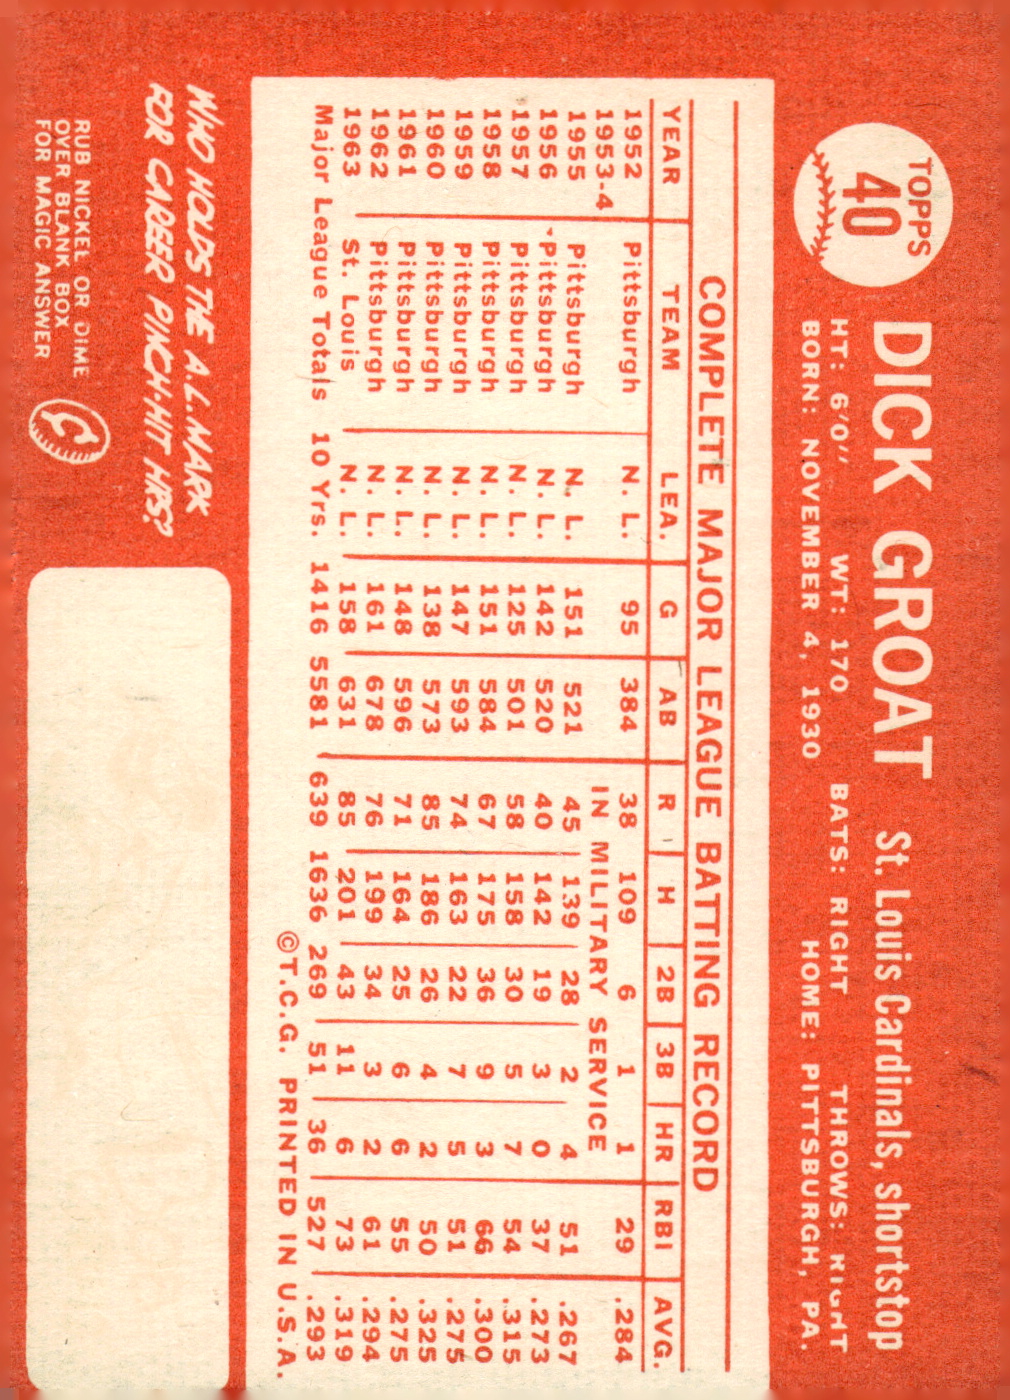 TOPPS
40
DICK GROAT St. Louis Cardinals, shortstop
HT: 6'0" WT: 170 BATS: RIGHT THROWS: RIGHT
BORN: NOVEMBER 4, 1930 HOME: PITTSBURGH, PA.
COMPLETE MAJOR LEAGUE BATTING RECORD
YEAR TEAM LEA. G AB R H 2B 3B HR RBI AVG.
1952 Pittsburgh N. L. 95 384 38 109 6 1 1 29 .284
1953-4 IN MILITARY SERVICE
1955 Pittsburgh N. L. 151 521 45 139 28 2 4 51 .267
1956 Pittsburgh N. L. 142 520 40 142 19 3 0 37 .273
1957 Pittsburgh N. L. 125 501 58 158 30 5 7 54 .315
1958 Pittsburgh N. L. 151 584 67 175 36 9 3 66 .300
1959 Pittsburgh N. L. 147 593 74 163 22 7 5 51 .275
1960 Pittsburgh N. L. 138 573 85 186 26 4 2 50 .325
1961 Pittsburgh N. L. 148 596 71 164 25 6 6 55 .275
1962 Pittsburgh N. L. 161 678 76 199 34 3 2 61 .294
1963 St. Louis N. L. 158 631 85 201 43 11 6 73 .319
Major League Totals 10 Yrs. 1416 5581 639 1636 269 51 36 527 .293
©T.C.G. PRINTED IN U.S.A.
WHO HOLDS THE A.L. MARK
FOR CAREER PINCH-HIT HRS?
RUB NICKEL OR DIME
OVER BLANK BOX
FOR MAGIC ANSWER